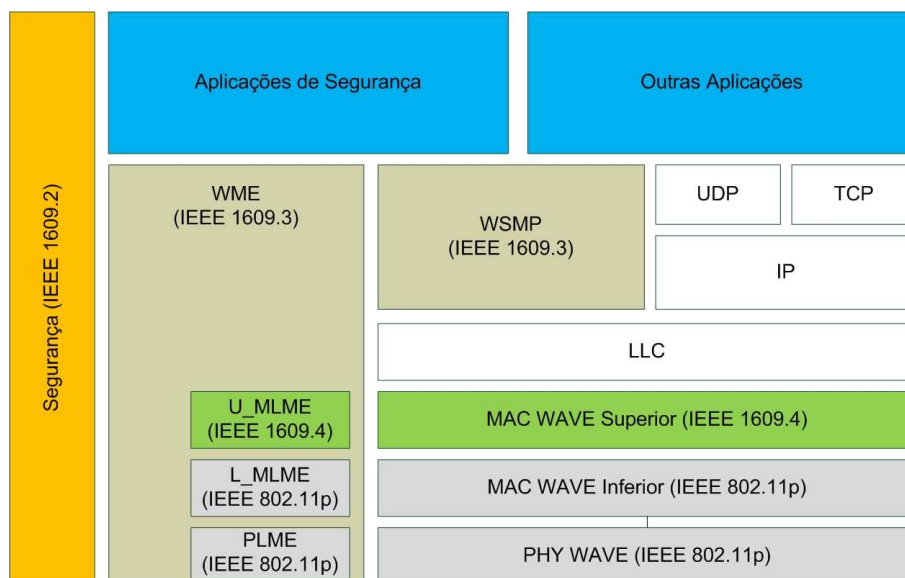 Segurança (IEEE 1609.2)
Aplicações de Segurança
Outras Aplicações
WME
(IEEE 1609.3)
WSMP
(IEEE 1609.3)
UDP
TCP
IP
LLC
U_MLME
(IEEE 1609.4)
MAC WAVE Superior (IEEE 1609.4)
L_MLME
(IEEE 802.11p)
MAC WAVE Inferior (IEEE 802.11p)
PLME
(IEEE 802.11p)
PHY WAVE (IEEE 802.11p)